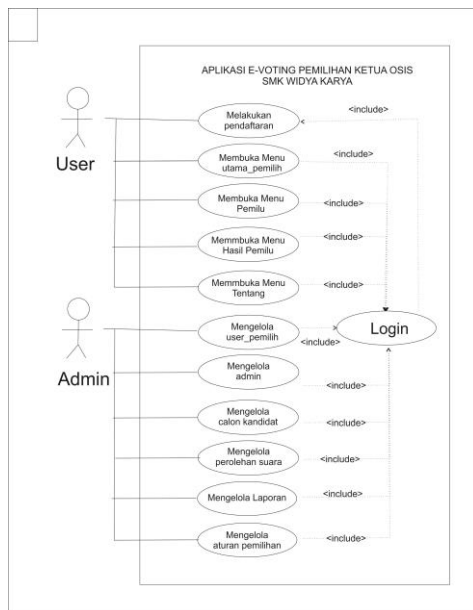 APLIKASI E-VOTING PEMILIHAN KETUA OSIS
SMK WIDYA KARYA
<include>
Melakukan
pendaftaran
User
Membuka Menu
utama_pemilih
<include>
Membuka Menu
Pemilu
<include>
Memmbuka Menu
Hasil Pemilu
<include>
Memmbuka Menu
Tentang
<include>
Mengelola
user_pemilih
<include>
Login
Admin
Mengelola
admin
<include>
Mengelola
calon kandidat
<include>
Mengelola
perolehan suara
<include>
Mengelola Laporan
<include>
Mengelola
aturan pemilihan
<include>